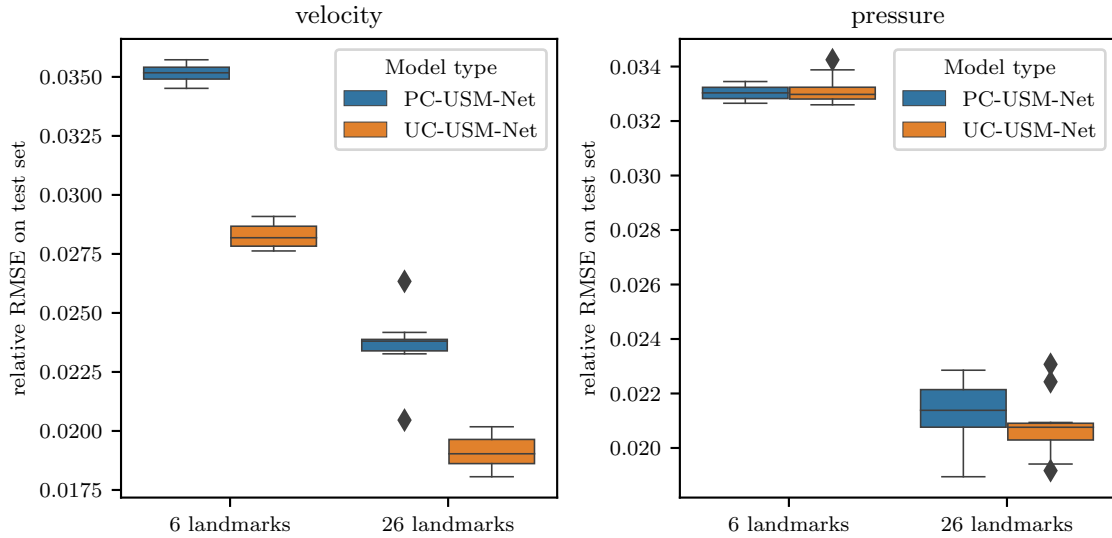 velocity
relative RMSE on test set
0.0350
0.0325
0.0300
0.0275
0.0250
0.0225
0.0200
0.0175
Model type
PC-USM-Net
UC-USM-Net
6 landmarks
26 landmarks
pressure
relative RMSE on test set
0.034
0.032
0.030
0.028
0.026
0.024
0.022
0.020
Model type
PC-USM-Net
UC-USM-Net
6 landmarks
26 landmarks